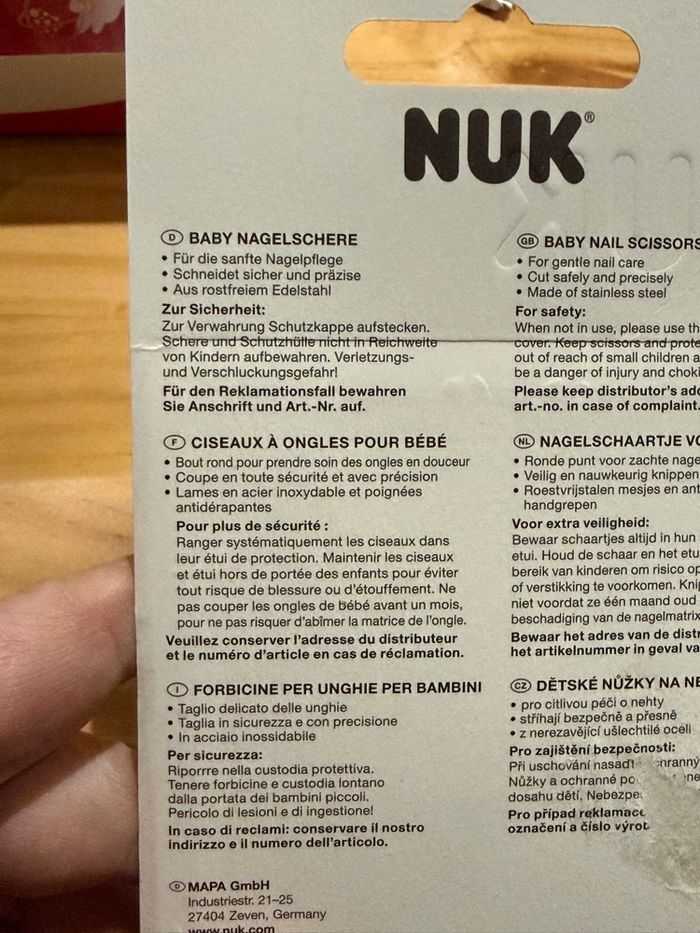 NUK®
D BABY NAGELSCHERE
• Für die sanfte Nagelpflege
• Schneidet sicher und präzise
• Aus rostfreiem Edelstahl
Zur Sicherheit:
Zur Verwahrung Schutzkappe aufstecken.
Schere und Schutzhülle nicht in Reichweite
von Kindern aufbewahren. Verletzungs-
und Verschluckungsgefahr!
Für den Reklamationsfall bewahren
Sie Anschrift und Art.-Nr. auf.
GB BABY NAIL SCISSORS
• For gentle nail care
• Cut safely and precisely
• Made of stainless steel
For safety:
When not in use, please use th
cover. Keep scissors and prote
out of reach of small children a
be a danger of injury and choki
Please keep distributor's add
art.-no. in case of complaint.
F CISEAUX À ONGLES POUR BÉBÉ
• Bout rond pour prendre soin des ongles en douceur
• Coupe en toute sécurité et avec précision
• Lames en acier inoxydable et poignées
antidérapantes
Pour plus de sécurité :
Ranger systématiquement les ciseaux dans
leur étui de protection. Maintenir les ciseaux
et étui hors de portée des enfants pour éviter
tout risque de blessure ou d'étouffement. Ne
pas couper les ongles de bébé avant un mois,
pour ne pas risquer d'abîmer la matrice de l'ongle.
Veuillez conserver l'adresse du distributeur
et le numéro d'article en cas de réclamation.
NL NAGELSCHAARTJE VO
• Ronde punt voor zachte nage
• Veilig en nauwkeurig knippen
• Roestvrijstalen mesjes en ant
handgrepen
Voor extra veiligheid:
Bewaar schaartjes altijd in hun
etui. Houd de schaar en het etu
bereik van kinderen om risico op
of verstikking te voorkomen. Knip
niet voordat ze één maand oud
beschadiging van de nagelmatrix
Bewaar het adres van de distr
het artikelnummer in geval va
I FORBICINE PER UNGHIE PER BAMBINI
• Taglio delicato delle unghie
• Taglia in sicurezza e con precisione
• In acciaio inossidabile
Per sicurezza:
Riporrre nella custodia protettiva.
Tenere forbicine e custodia lontano
dalla portata dei bambini piccoli.
Pericolo di lesioni e di ingestione!
In caso di reclami: conservare il nostro
indirizzo e il numero dell'articolo.
CZ DĚTSKÉ NŮŽKY NA NE
• pro citlivou péči o nehty
• stříhají bezpečně a přesně
• z nerezavějící ušlechtilé oceli
Pro zajištění bezpečnosti:
Při uschování nasaďt
Nůžky a ochranné
dosahu dětí. Nebezpe
Pro případ reklamace
označení a číslo výrob
D MAPA GmbH
Industriestr. 21–25
27404 Zeven, Germany
www.nuk.com